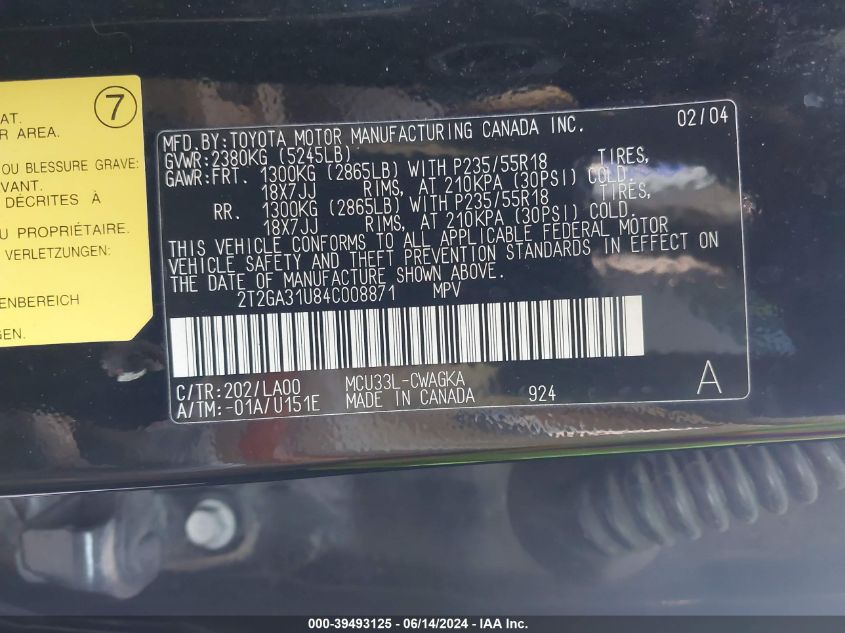 7
AT.
R AREA.
OU BLESSURE GRAVE:
VANT.
DÉCRITES À
U PROPRIÉTAIRE.
VERLETZUNGEN:
ENBEREICH
GEN.
MFD.BY:TOYOTA MOTOR MANUFACTURING CANADA INC. 02/04
GVWR:2380KG (5245LB)
GAWR:FRT. 1300KG (2865LB) WITH P235/55R18 TIRES,
18X7JJ RIMS, AT 210KPA (30PSI) COLD.
RR. 1300KG (2865LB) WITH P235/55R18 TIRES,
18X7JJ RIMS, AT 210KPA (30PSI) COLD.
THIS VEHICLE CONFORMS TO ALL APPLICABLE FEDERAL MOTOR
VEHICLE SAFETY AND THEFT PREVENTION STANDARDS IN EFFECT ON
THE DATE OF MANUFACTURE SHOWN ABOVE.
2T2GA31U84C008871 MPV
C/TR:202/LA00 MCU33L-CWAGKA
A/TM:-01A/U151E MADE IN CANADA 924 A
000-39493125 - 06/14/2024 - IAA Inc.